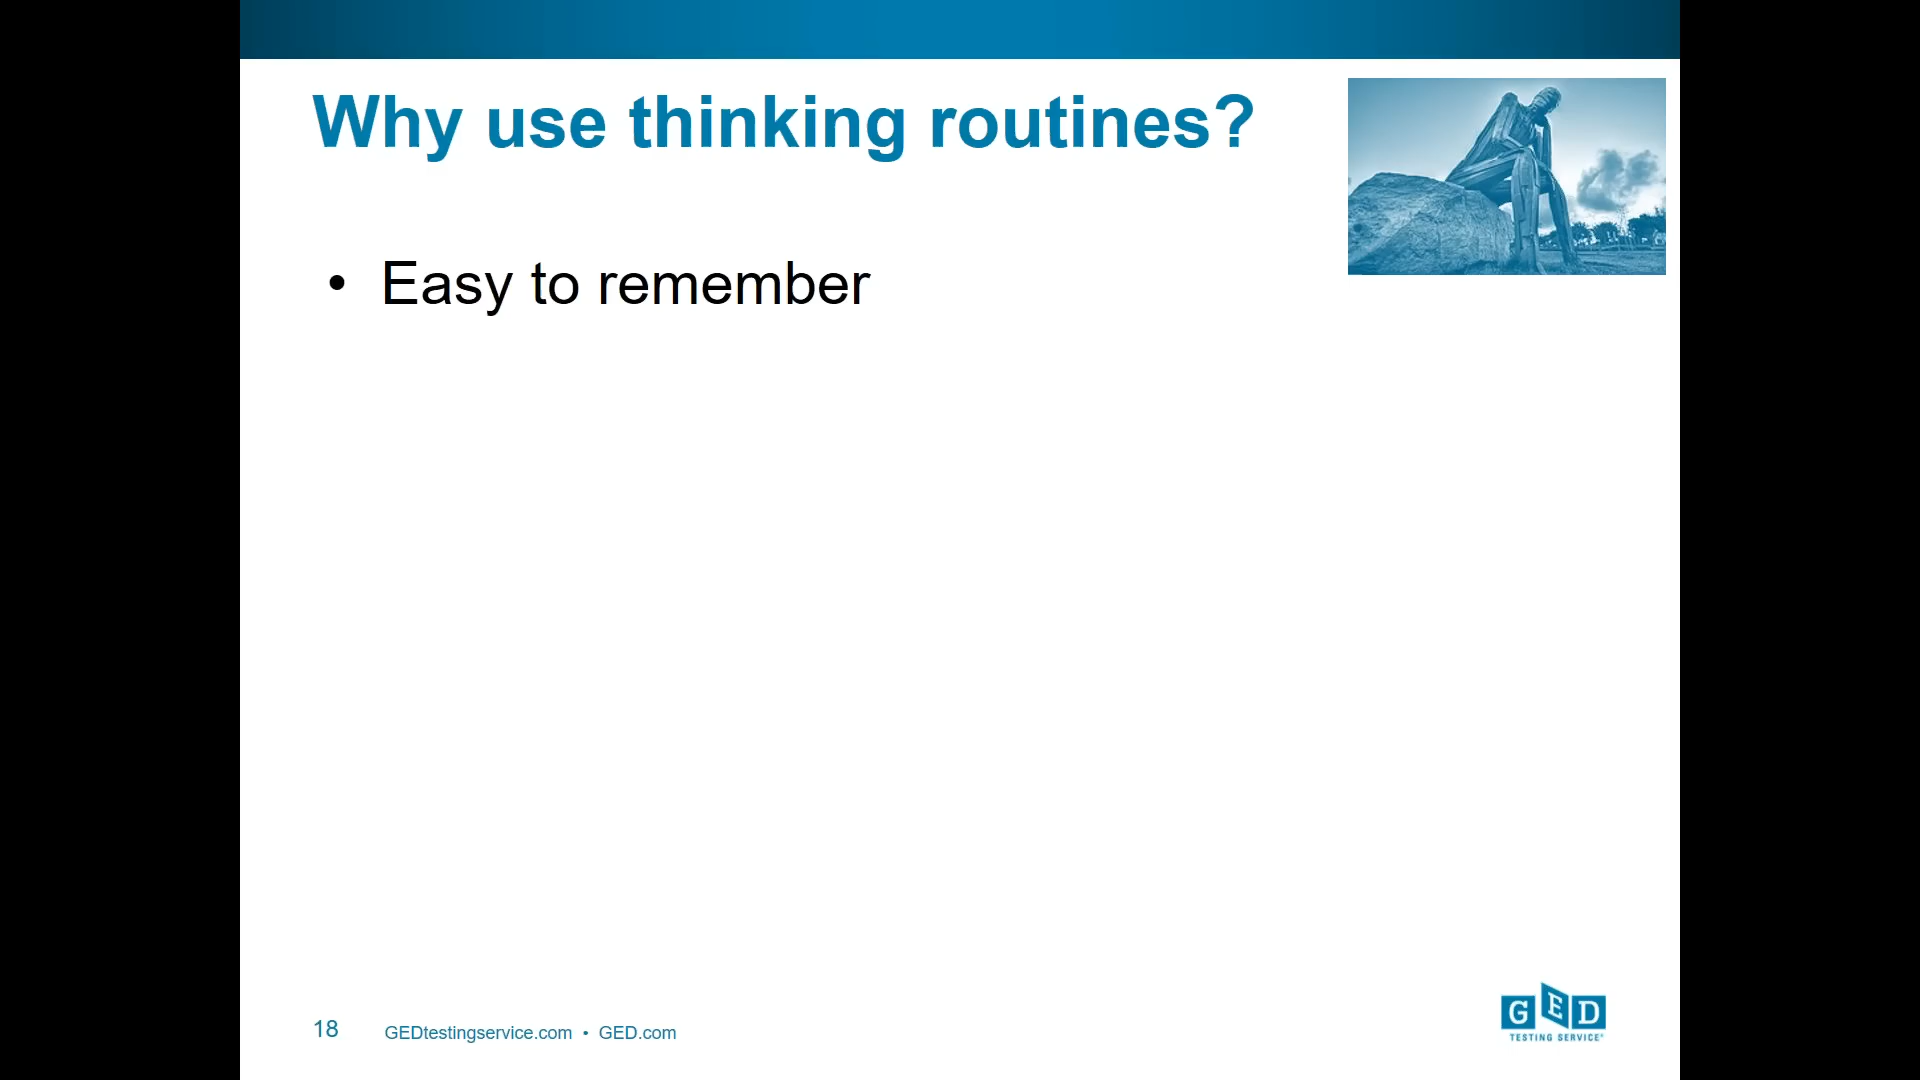 Why use thinking routines?
• Easy to remember
18 GEDtestingservice.com • GED.com
GED
TESTING SERVICE®